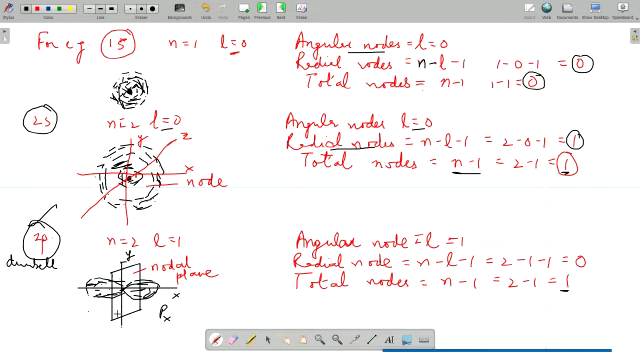 For eg 1S n=1 l=0
Angular nodes = l=0
Radial nodes = n-l-1 1-0-1 = 0
Total nodes = n-1 1-1=0
2S
n=2 l=0
Angular nodes l=0
Radial nodes = n-l-1 = 2-0-1 = 1
Total nodes = n-1 = 2-1 = 1
y
z
x
node
2p
dumbell
n=2 l=1
Angular node = l = 1
Radial node = n-l-1 = 2-1-1 = 0
Total nodes = n-1 = 2-1 = 1
y
nodal
plane
x
Px